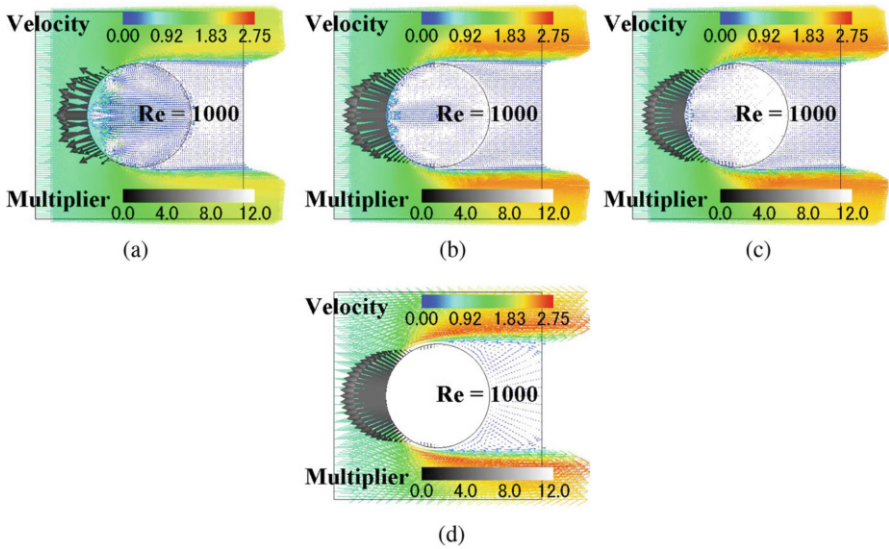 Velocity
0.00 0.92 1.83 2.75
Re = 1000
Multiplier
0.0 4.0 8.0 12.0
(a)
Velocity
0.00 0.92 1.83 2.75
Re = 1000
Multiplier
0.0 4.0 8.0 12.0
(b)
Velocity
0.00 0.92 1.83 2.75
Re = 1000
Multiplier
0.0 4.0 8.0 12.0
(c)
Velocity
0.00 0.92 1.83 2.75
Re = 1000
Multiplier
0.0 4.0 8.0 12.0
(d)